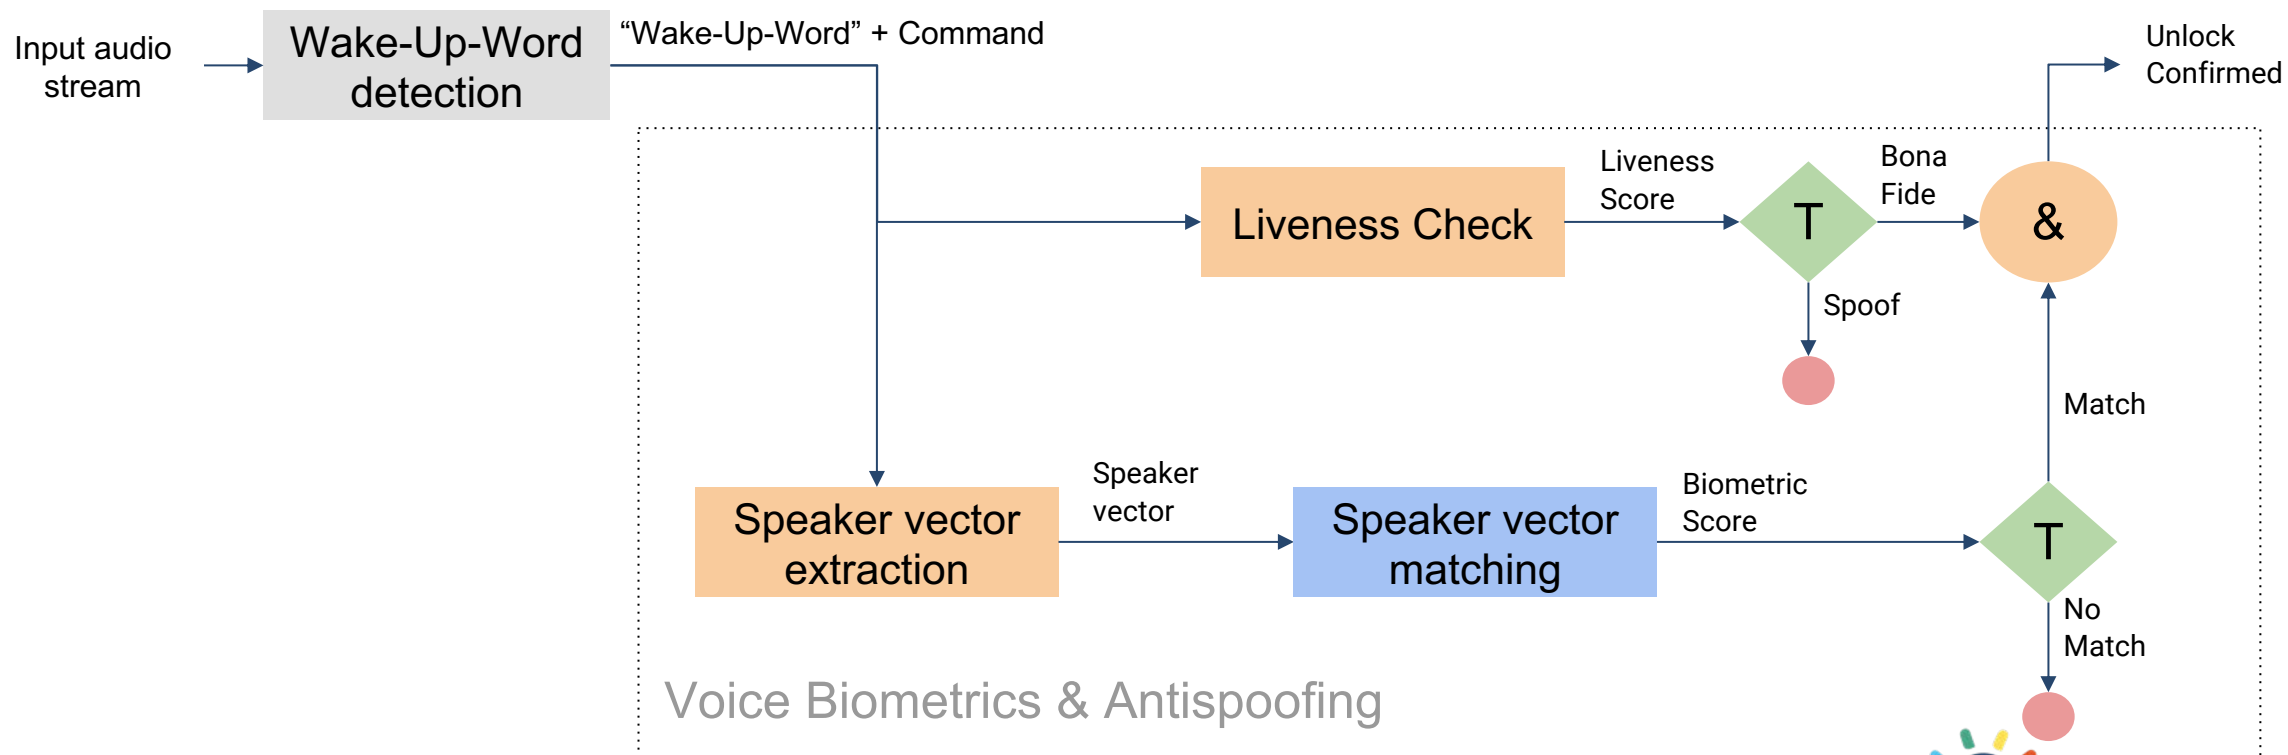 Input audio
stream
Wake-Up-Word
detection
“Wake-Up-Word” + Command
Unlock
Confirmed
Liveness Check
Liveness
Score
T
Bona
Fide
&
Spoof
Match
Speaker vector
extraction
Speaker
vector
Speaker vector
matching
Biometric
Score
T
No
Match
Voice Biometrics & Antispoofing